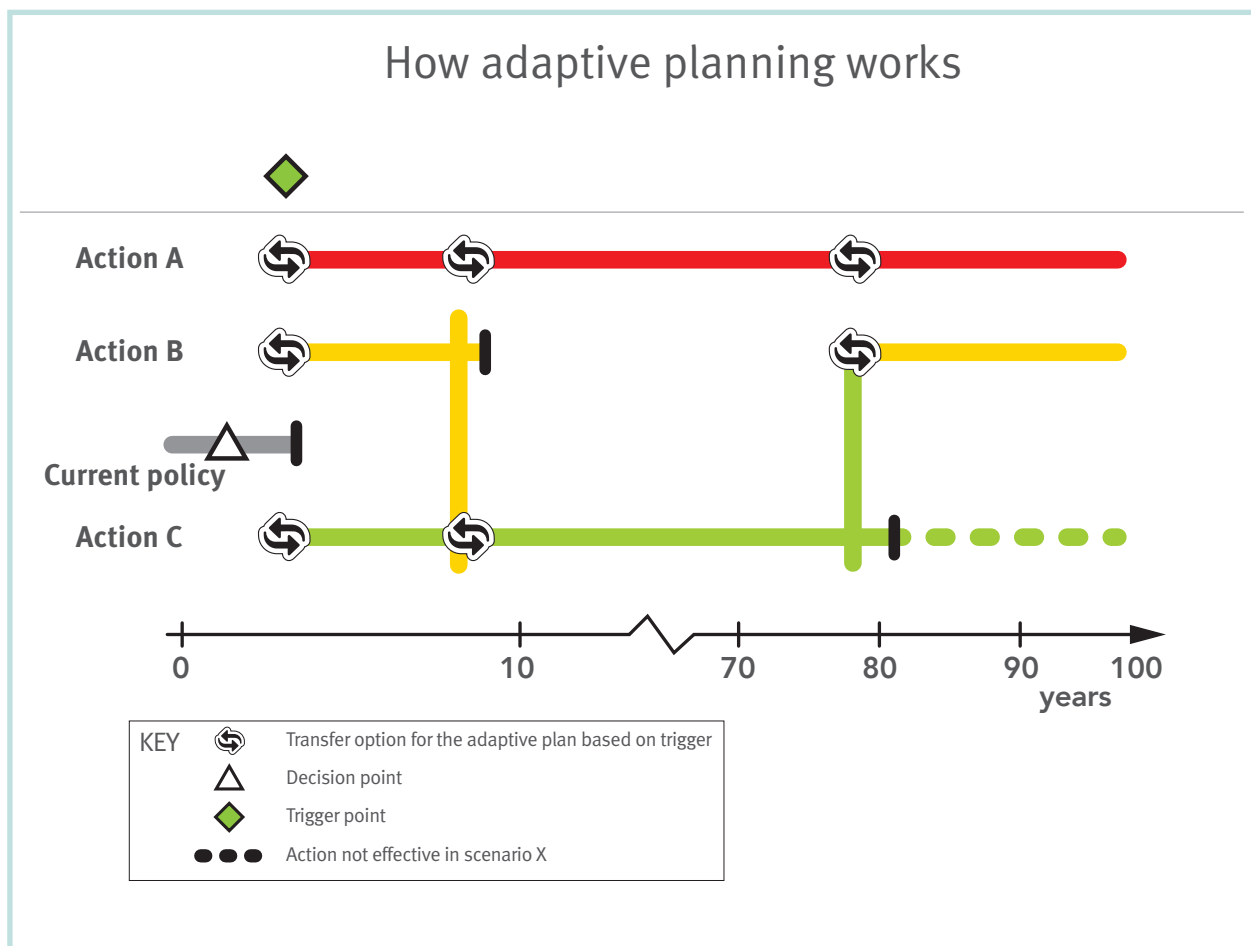 How adaptive planning works
Action A
Action B
Current policy
Action C
0 10 70 80 90 100
years
KEY
Transfer option for the adaptive plan based on trigger
Decision point
Trigger point
Action not effective in scenario X